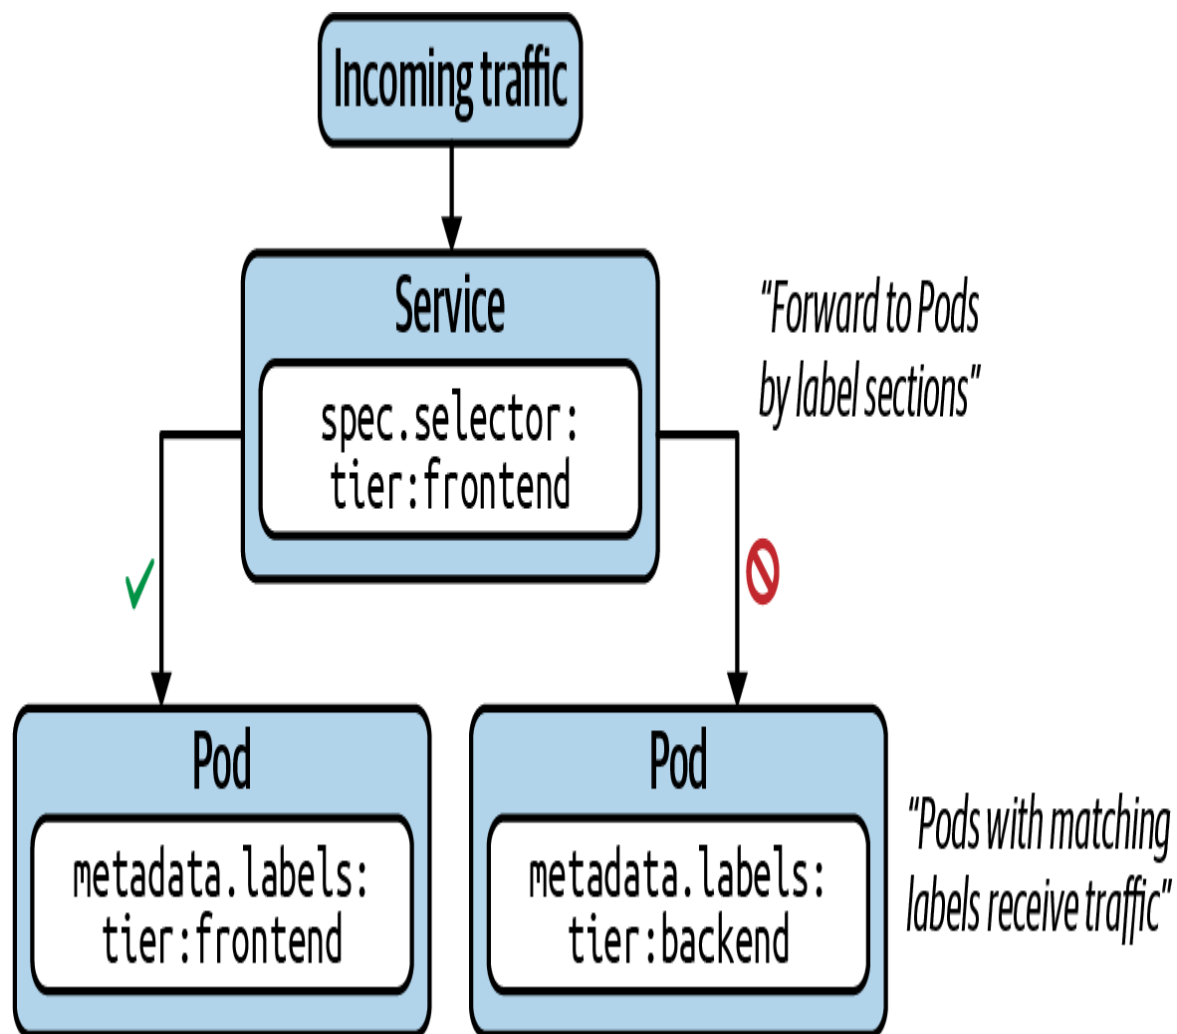 Incoming traffic
Service
spec.selector:
tier:frontend
“Forward to Pods
by label sections”
Pod
metadata.labels:
tier:frontend
Pod
metadata.labels:
tier:backend
“Pods with matching
labels receive traffic”